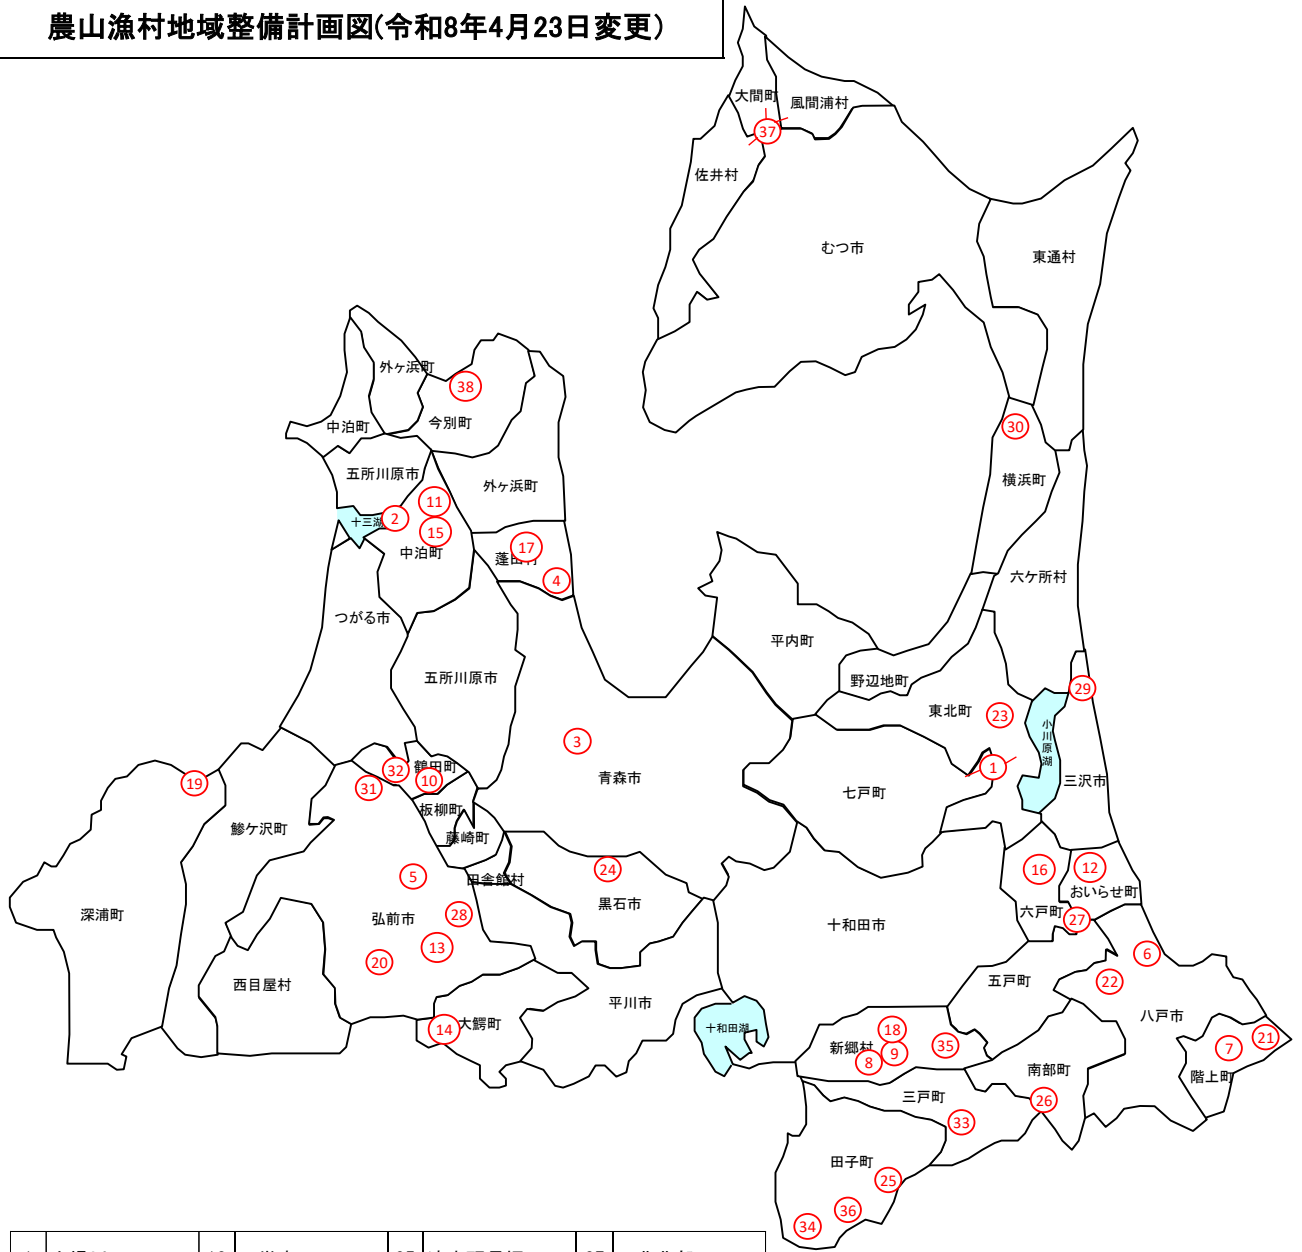 農山漁村地域整備計画図(令和8年4月23日変更)
大間町
風間浦村
37
佐井村
むつ市
東通村
外ヶ浜町
38
今別町
中泊町
30
五所川原市
横浜町
外ヶ浜町
11
十三湖
2
15
中泊町
17
蓬田村
4
六ケ所村
つがる市
平内町
五所川原市
野辺地町
29
東北町
23
小川原湖
3
青森市
32
鶴田町
10
1
19
31
七戸町
三沢市
板柳町
鰺ケ沢町
藤崎町
24
16
12
5
田舎館村
おいらせ町
深浦町
弘前市
28
黒石市
十和田市
六戸町
27
13
6
20
22
西目屋村
五戸町
平川市
八戸市
14
大鰐町
十和田湖
18
新郷村
9
8
35
21
7
南部町
階上町
三戸町
26
33
田子町
25
36
34